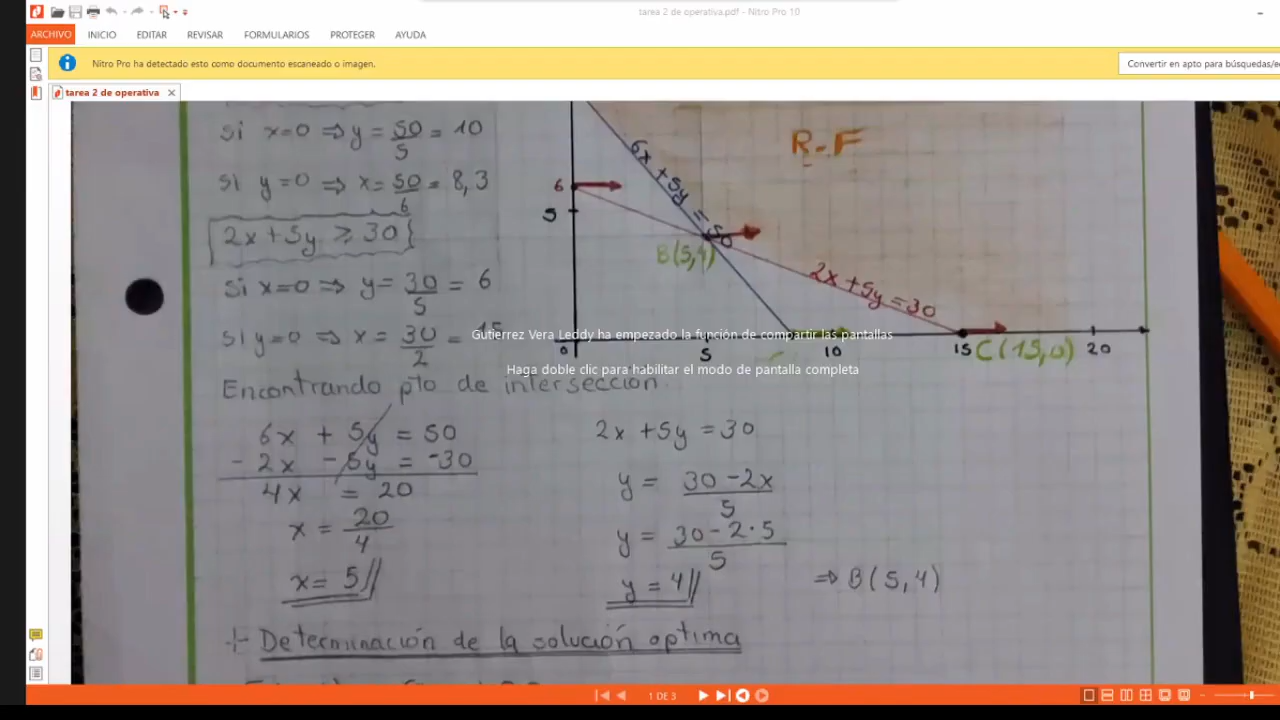 tarea 2 de operativa.pdf - Nitro Pro 10
ARCHIVO INICIO EDITAR REVISAR FORMULARIOS PROTEGER AYUDA
Nitro Pro ha detectado esto como documento escaneado o imagen.
Convertir en apto para búsquedas/e
tarea 2 de operativa
si x=0 ⇒ y = 50/5 = 10
si y=0 ⇒ x = 50/6 = 8,3
2x + 5y ≥ 30
si x=0 ⇒ y = 30/5 = 6
si y=0 ⇒ x = 30/2 = 15
R-F
6x + 5y = 50
6
5
B(5,4)
2x + 5y = 30
0 5 10 15 C(15,0) 20
Gutierrez Vera Leddy ha empezado la función de compartir las pantallas
Haga doble clic para habilitar el modo de pantalla completa
Encontrando pto de intersección.
6x + 5y = 50
- 2x - 5y = -30
4x = 20
x = 20/4
x = 5//
2x + 5y = 30
y = 30 - 2x/5
y = 30 - 2·5/5
y = 4//
⇒ B(5,4)
Determinación de la solución optima
1 DE 3